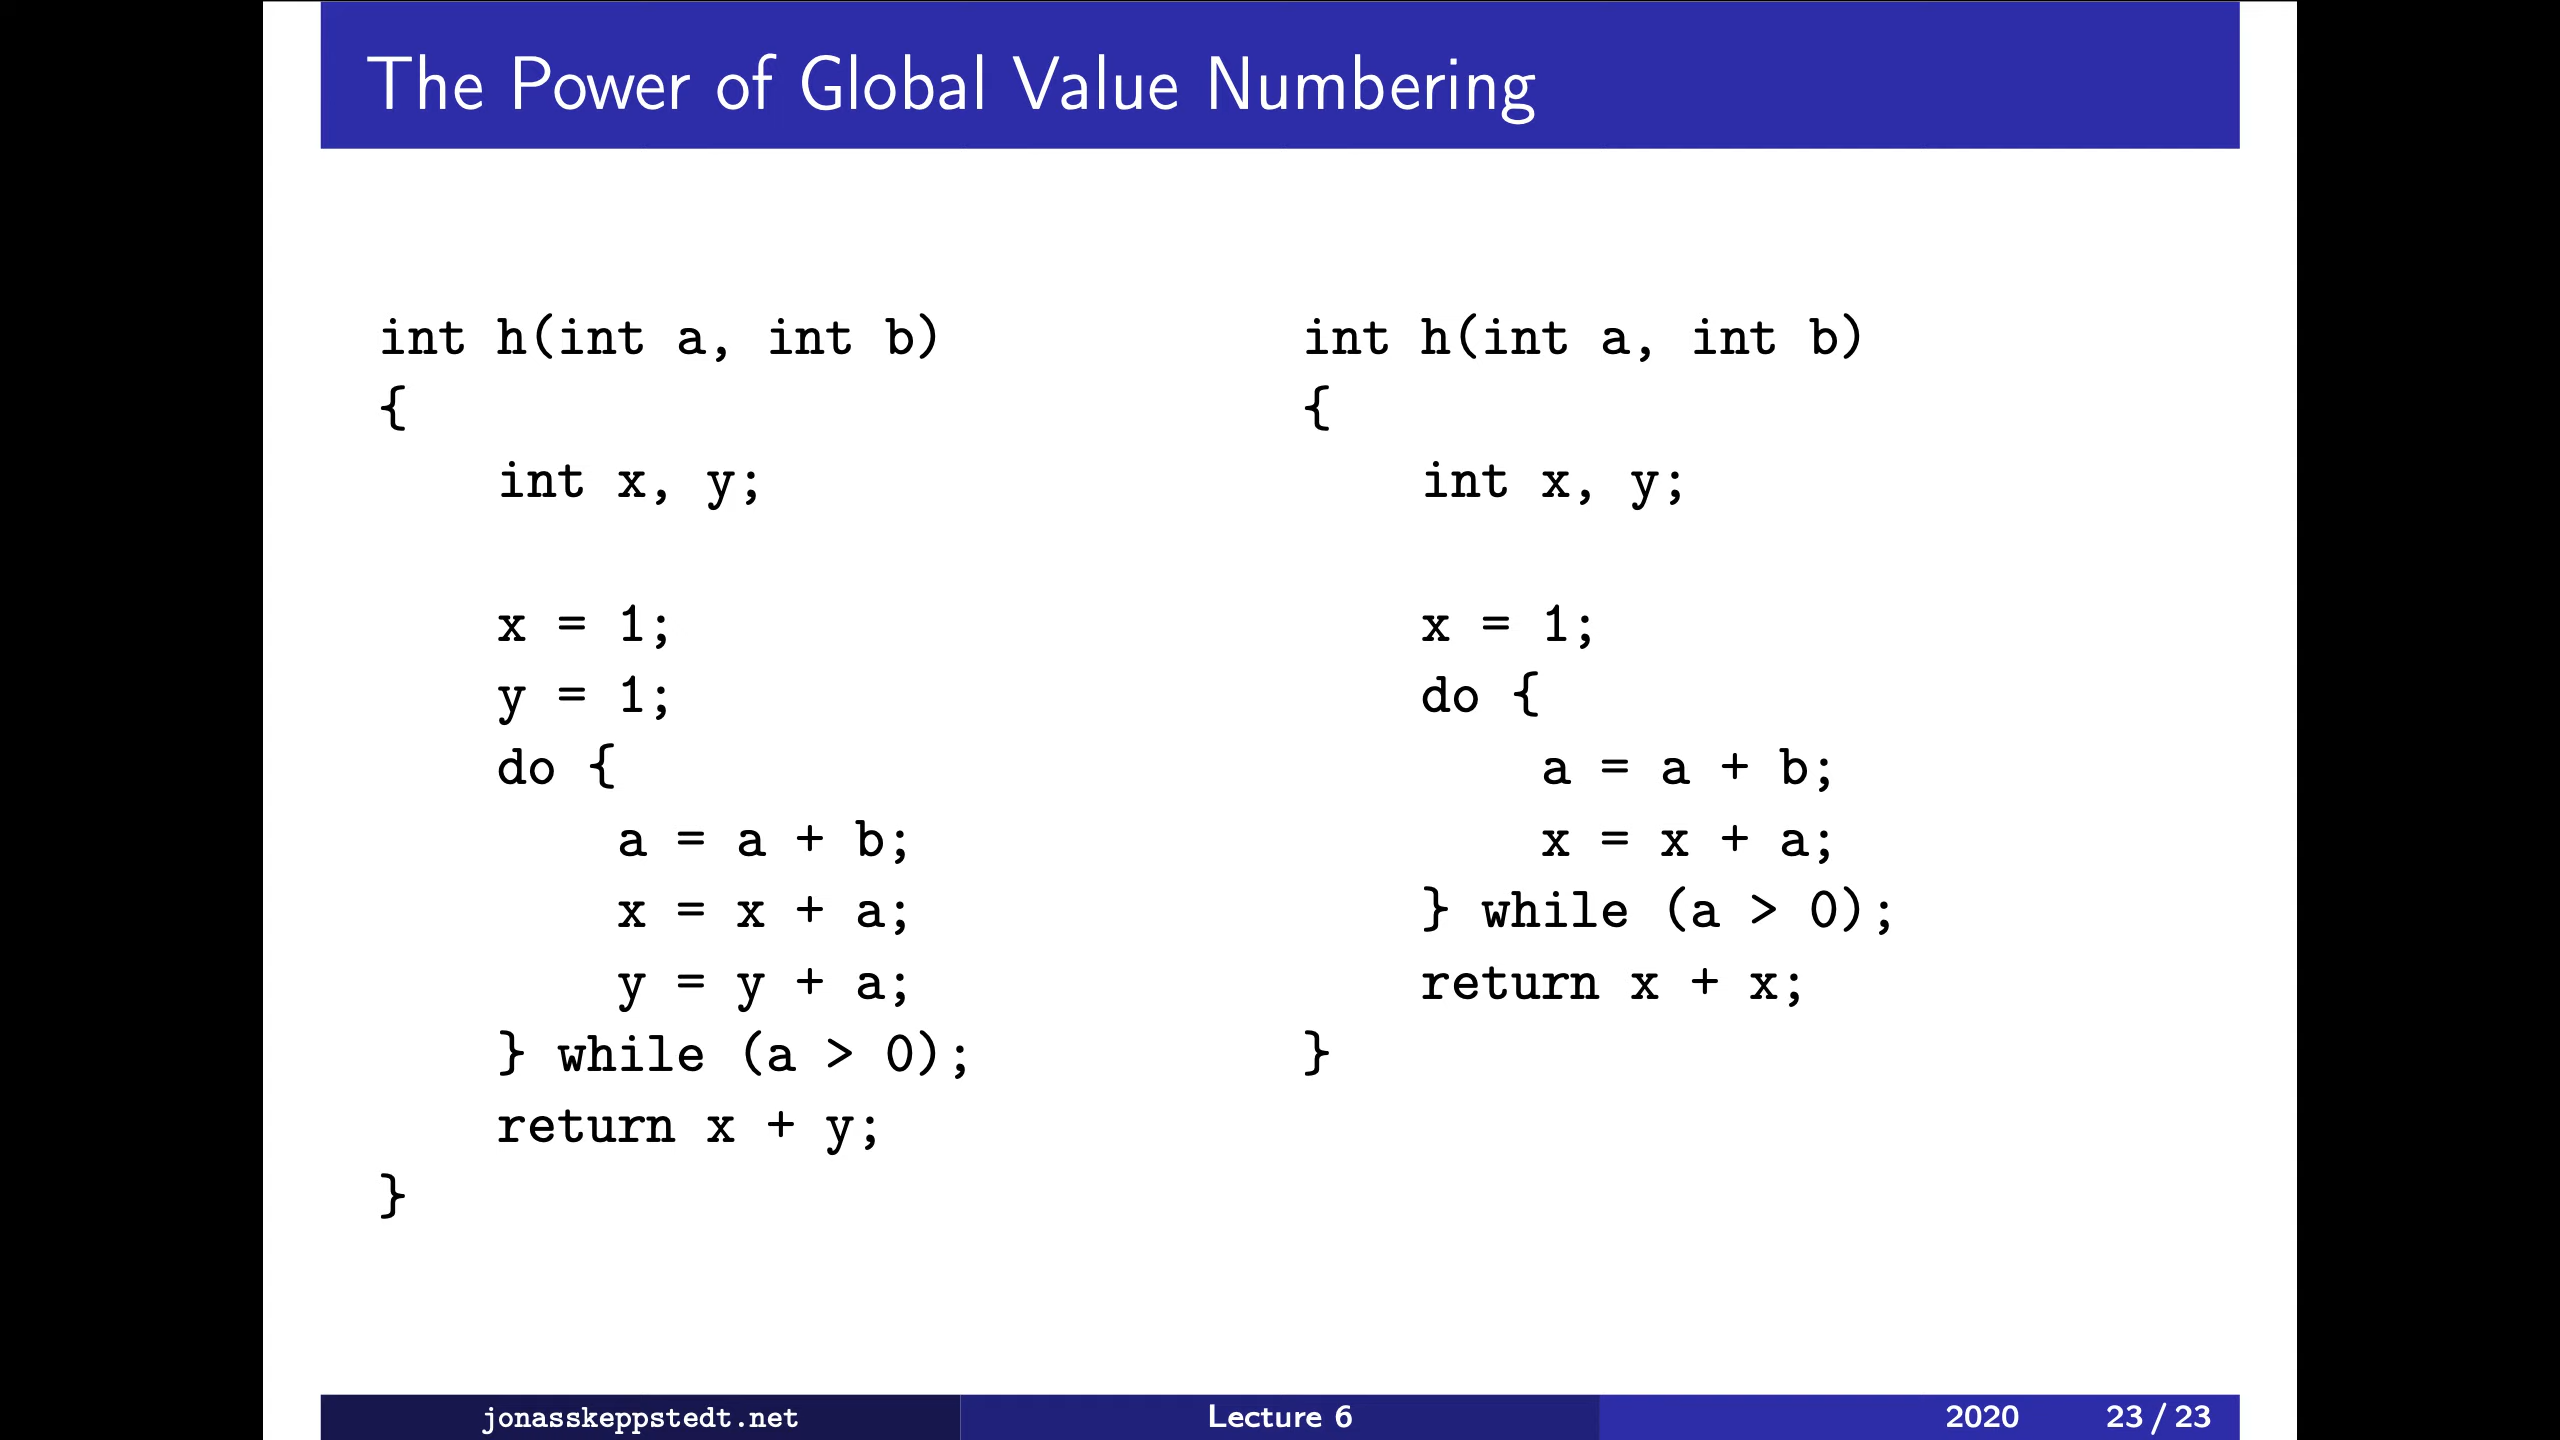 The Power of Global Value Numbering
int h(int a, int b)
{
    int x, y;

    x = 1;
    y = 1;
    do {
        a = a + b;
        x = x + a;
        y = y + a;
    } while (a > 0);
    return x + y;
}
int h(int a, int b)
{
    int x, y;

    x = 1;
    do {
        a = a + b;
        x = x + a;
    } while (a > 0);
    return x + x;
}
jonasskeppstedt.net
Lecture 6
2020
23 / 23